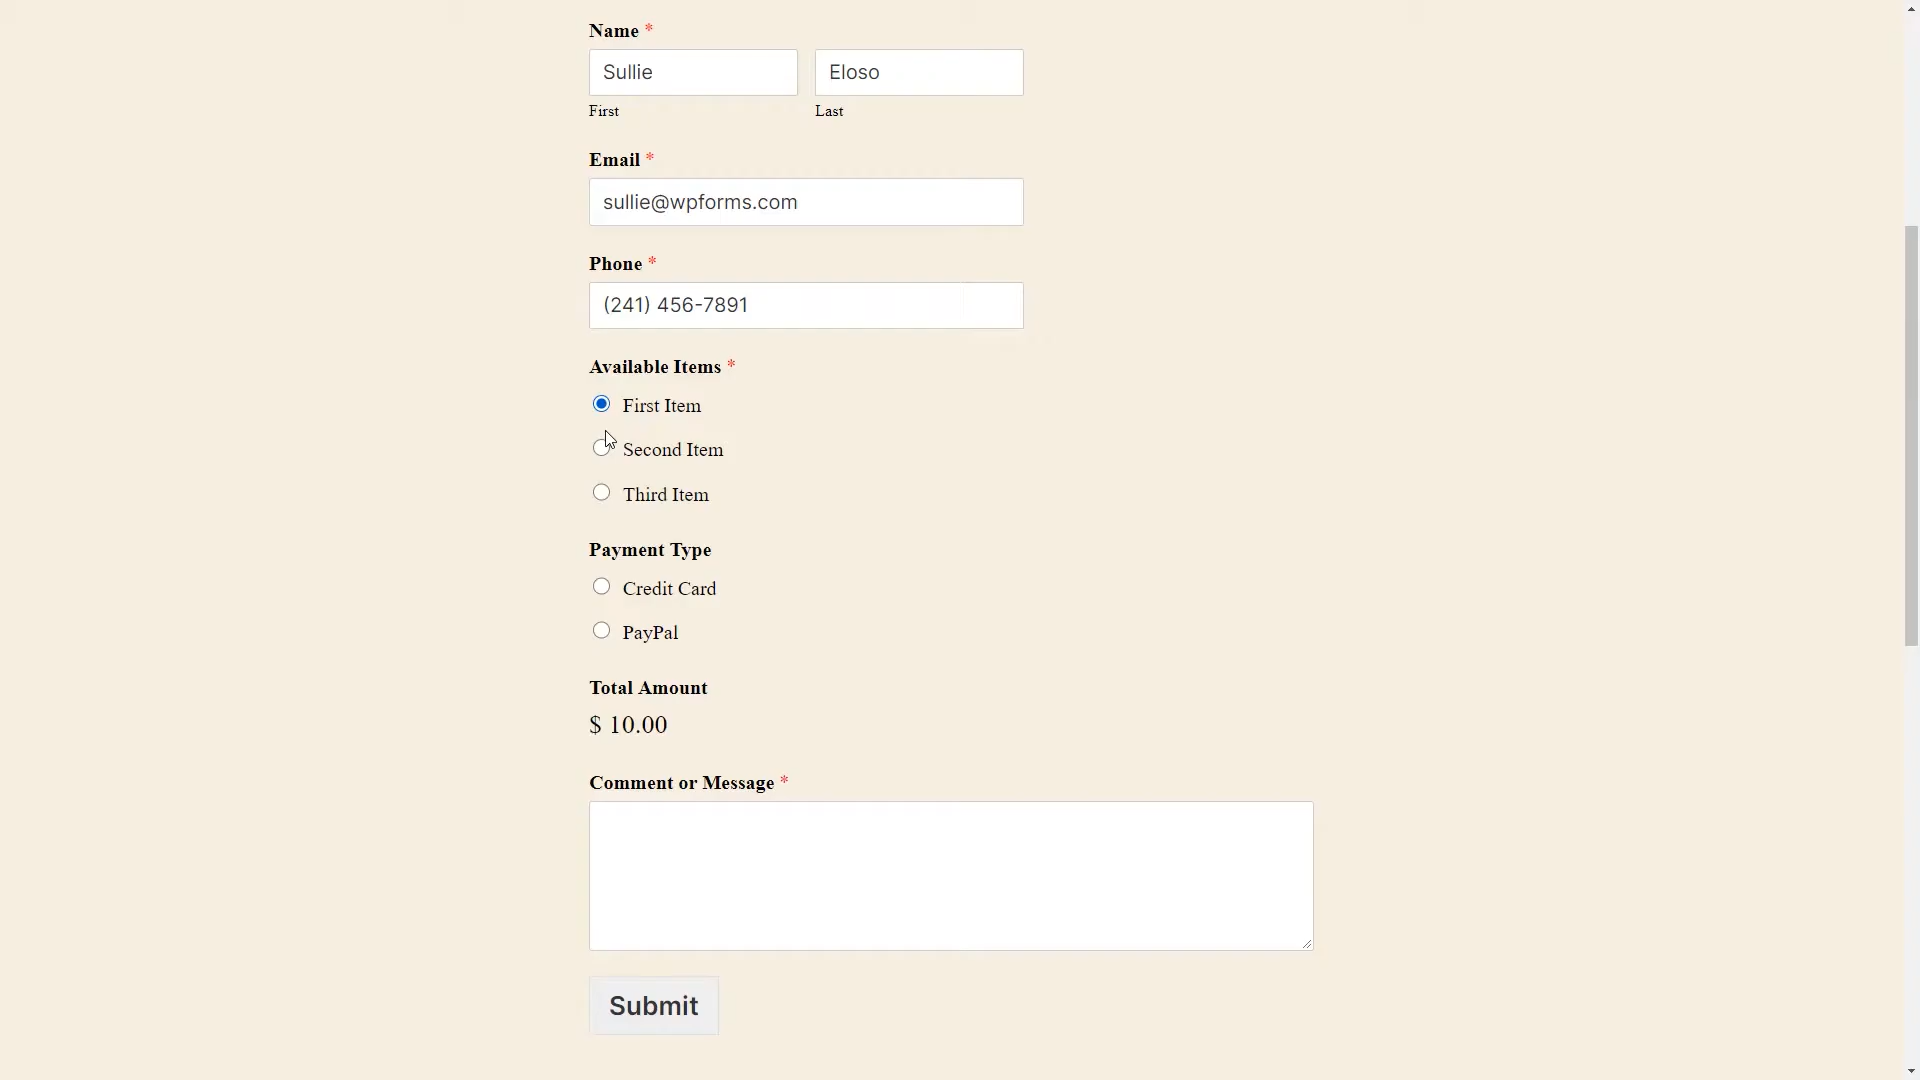 Name *
Sullie Eloso
First Last
Email *
sullie@wpforms.com
Phone *
(241) 456-7891
Available Items *
First Item
Second Item
Third Item
Payment Type
Credit Card
PayPal
Total Amount
$ 10.00
Comment or Message *
Submit